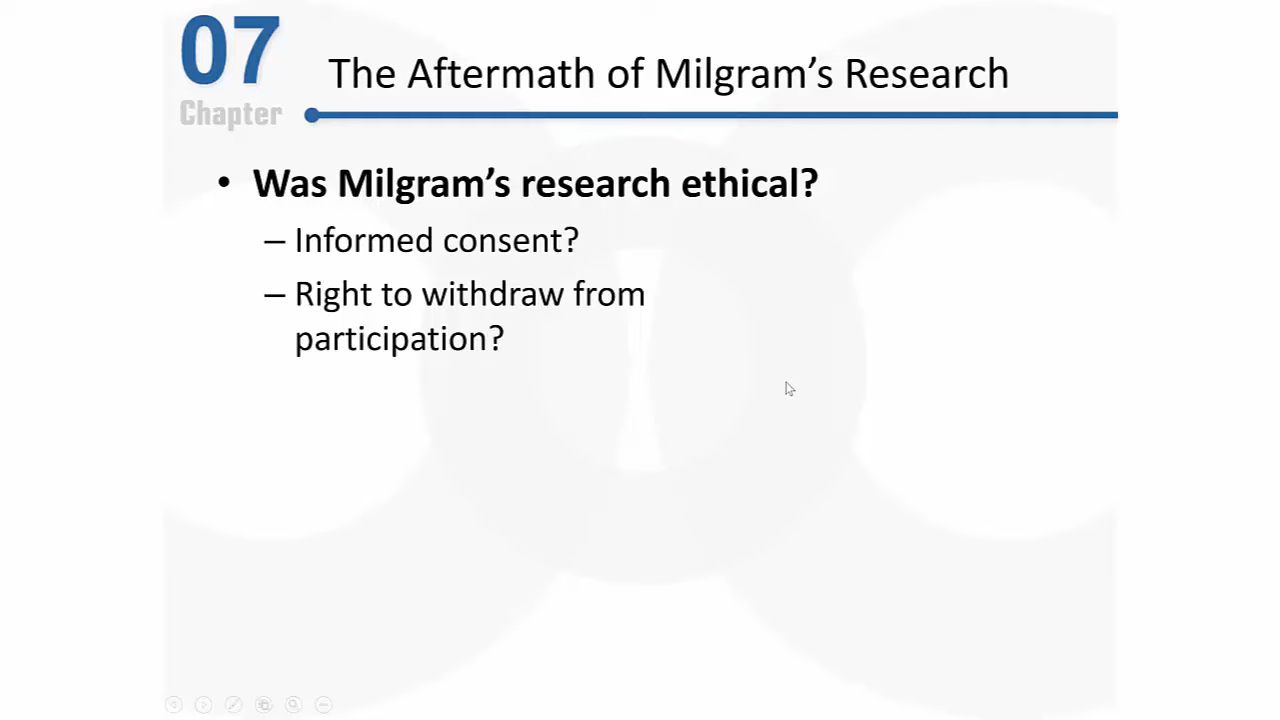 07
Chapter
The Aftermath of Milgram’s Research
• Was Milgram’s research ethical?
– Informed consent?
– Right to withdraw from
participation?